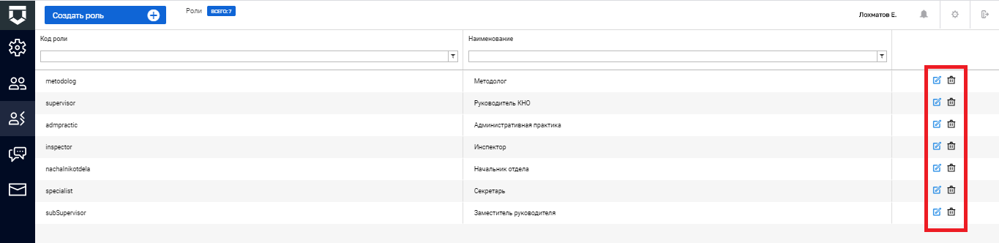 Создать роль
Роли ВСЕГО: 7
Лохматов Е.
Код роли Наименование
metodolog Методолог
supervisor Руководитель КНО
admpractic Административная практика
inspector Инспектор
nachalnikotdela Начальник отдела
specialist Секретарь
subSupervisor Заместитель руководителя